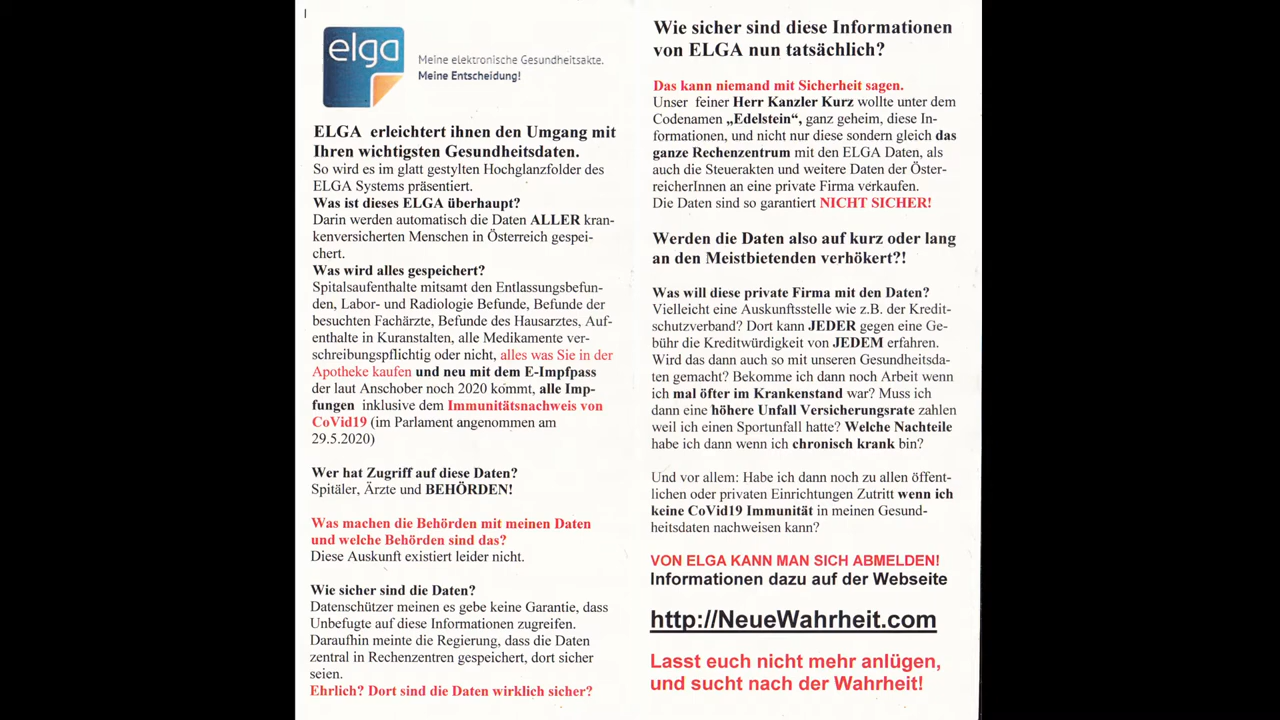 elga
Meine elektronische Gesundheitsakte.
Meine Entscheidung!
ELGA erleichtert ihnen den Umgang mit
Ihren wichtigsten Gesundheitsdaten.
So wird es im glatt gestylten Hochglanzfolder des
ELGA Systems präsentiert.
Was ist dieses ELGA überhaupt?
Darin werden automatisch die Daten ALLER kran-
kenversicherten Menschen in Österreich gespei-
chert.
Was wird alles gespeichert?
Spitalsaufenthalte mitsamt den Entlassungsbefun-
den, Labor- und Radiologie Befunde, Befunde der
besuchten Fachärzte, Befunde des Hausarztes, Auf-
enthalte in Kuranstalten, alle Medikamente ver-
schreibungspflichtig oder nicht, alles was Sie in der
Apotheke kaufen und neu mit dem E-Impfpass
der laut Anschober noch 2020 kommt, alle Imp-
fungen inklusive dem Immunitätsnachweis von
CoVid19 (im Parlament angenommen am
29.5.2020)
Wer hat Zugriff auf diese Daten?
Spitäler, Ärzte und BEHÖRDEN!
Was machen die Behörden mit meinen Daten
und welche Behörden sind das?
Diese Auskunft existiert leider nicht.
Wie sicher sind die Daten?
Datenschützer meinen es gebe keine Garantie, dass
Unbefugte auf diese Informationen zugreifen.
Daraufhin meinte die Regierung, dass die Daten
zentral in Rechenzentren gespeichert, dort sicher
seien.
Ehrlich? Dort sind die Daten wirklich sicher?
Wie sicher sind diese Informationen
von ELGA nun tatsächlich?
Das kann niemand mit Sicherheit sagen.
Unser feiner Herr Kanzler Kurz wollte unter dem
Codenamen „Edelstein“, ganz geheim, diese In-
formationen, und nicht nur diese sondern gleich das
ganze Rechenzentrum mit den ELGA Daten, als
auch die Steuerakten und weitere Daten der Öster-
reicherInnen an eine private Firma verkaufen.
Die Daten sind so garantiert NICHT SICHER!
Werden die Daten also auf kurz oder lang
an den Meistbietenden verhökert?!
Was will diese private Firma mit den Daten?
Vielleicht eine Auskunftsstelle wie z.B. der Kredit-
schutzverband? Dort kann JEDER gegen eine Ge-
bühr die Kreditwürdigkeit von JEDEM erfahren.
Wird das dann auch so mit unseren Gesundheitsda-
ten gemacht? Bekomme ich dann noch Arbeit wenn
ich mal öfter im Krankenstand war? Muss ich
dann eine höhere Unfall Versicherungsrate zahlen
weil ich einen Sportunfall hatte? Welche Nachteile
habe ich dann wenn ich chronisch krank bin?
Und vor allem: Habe ich dann noch zu allen öffent-
lichen oder privaten Einrichtungen Zutritt wenn ich
keine CoVid19 Immunität in meinen Gesund-
heitsdaten nachweisen kann?
VON ELGA KANN MAN SICH ABMELDEN!
Informationen dazu auf der Webseite
http://NeueWahrheit.com
Lasst euch nicht mehr anlügen,
und sucht nach der Wahrheit!